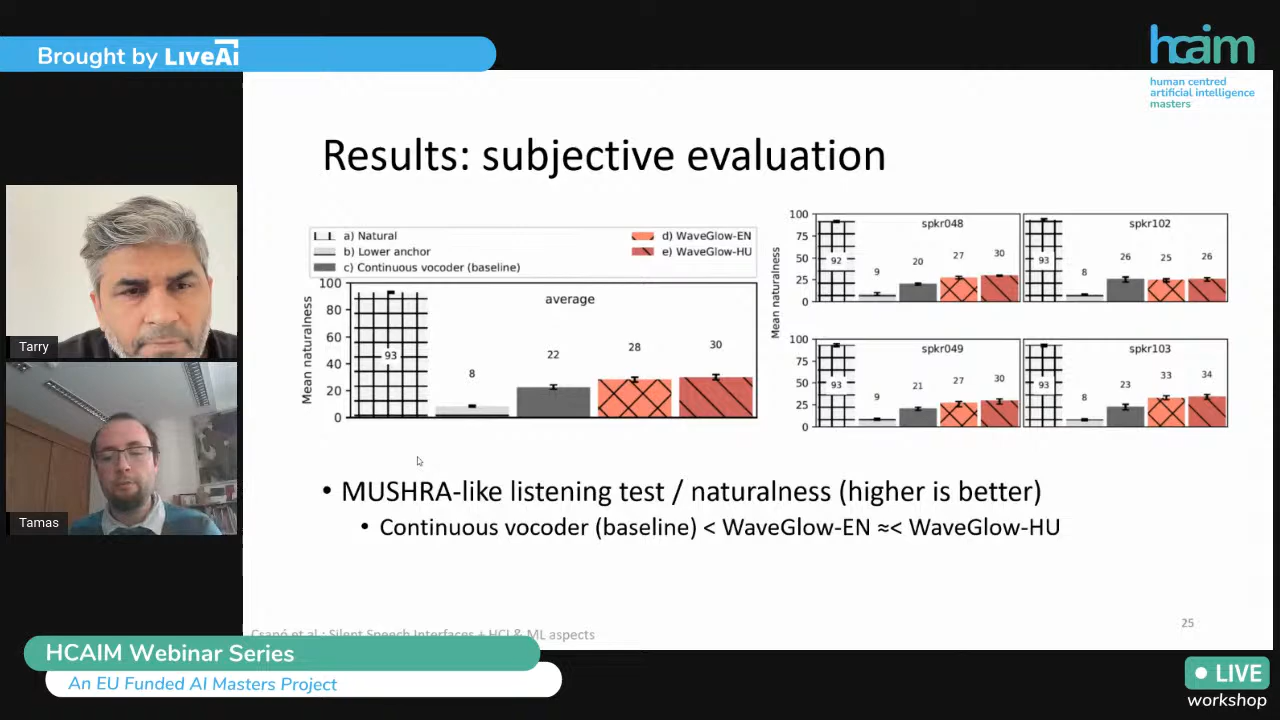 Brought by LiveAi
hcaim
human centred
artificial intelligence
masters
Results: subjective evaluation
a) Natural
b) Lower anchor
c) Continuous vocoder (baseline)
d) WaveGlow-EN
e) WaveGlow-HU
Mean naturalness
100
80
60
40
20
0
average
93
8
22
28
30
Mean naturalness
100
75
50
25
0
spkr048
92
9
20
27
30
spkr102
93
8
26
25
26
100
75
50
25
0
spkr049
93
9
21
27
30
spkr103
93
8
23
33
34
Tarry
Tamas
• MUSHRA-like listening test / naturalness (higher is better)
• Continuous vocoder (baseline) < WaveGlow-EN ≈< WaveGlow-HU
Csapó et al.: Silent Speech Interfaces + HCI & ML aspects
25
HCAIM Webinar Series
An EU Funded AI Masters Project
LIVE
workshop